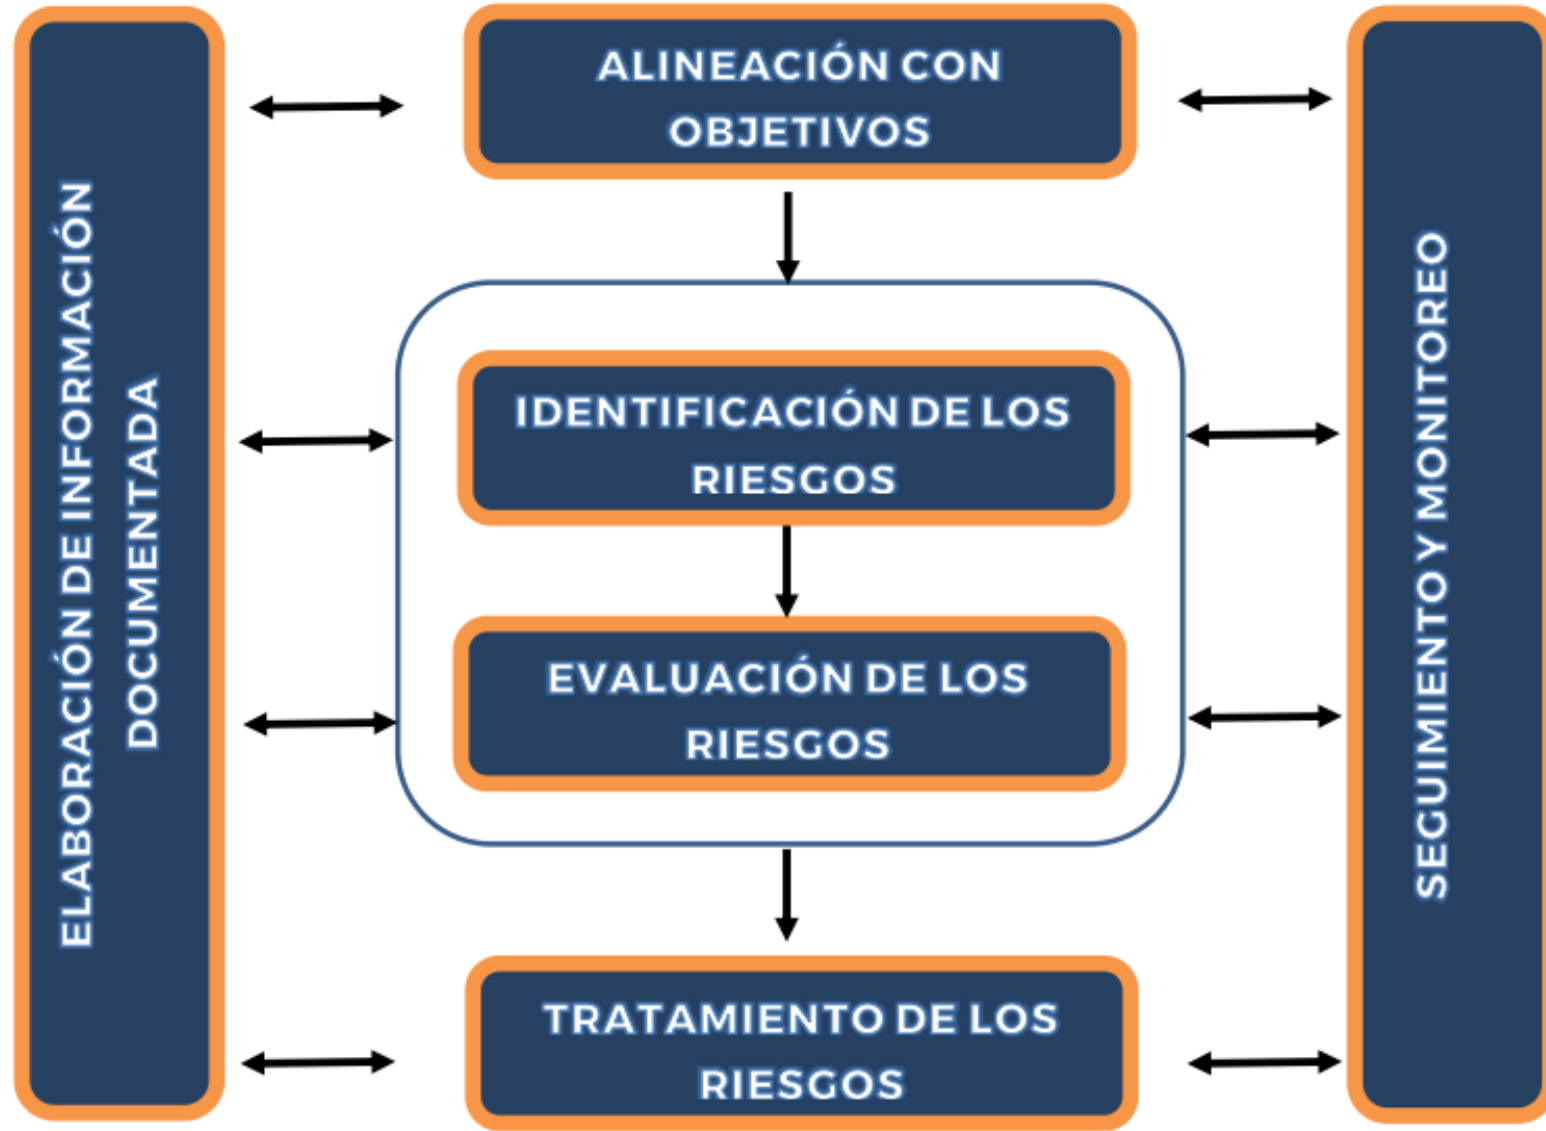 ELABORACIÓN DE INFORMACIÓN
DOCUMENTADA
ALINEACIÓN CON
OBJETIVOS
IDENTIFICACIÓN DE LOS
RIESGOS
EVALUACIÓN DE LOS
RIESGOS
TRATAMIENTO DE LOS
RIESGOS
SEGUIMIENTO Y MONITOREO